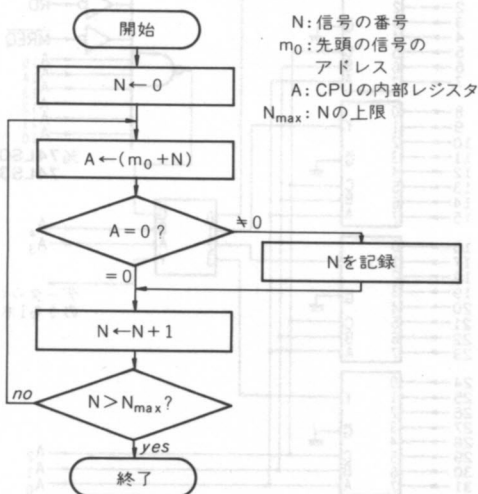 開始
N:信号の番号
m₀:先頭の信号の
アドレス
A:CPUの内部レジスタ
Nmax:Nの上限
N←0
A←(m₀+N)
A=0?
≠0
=0
Nを記録
N←N+1
no
N>Nmax?
yes
終了